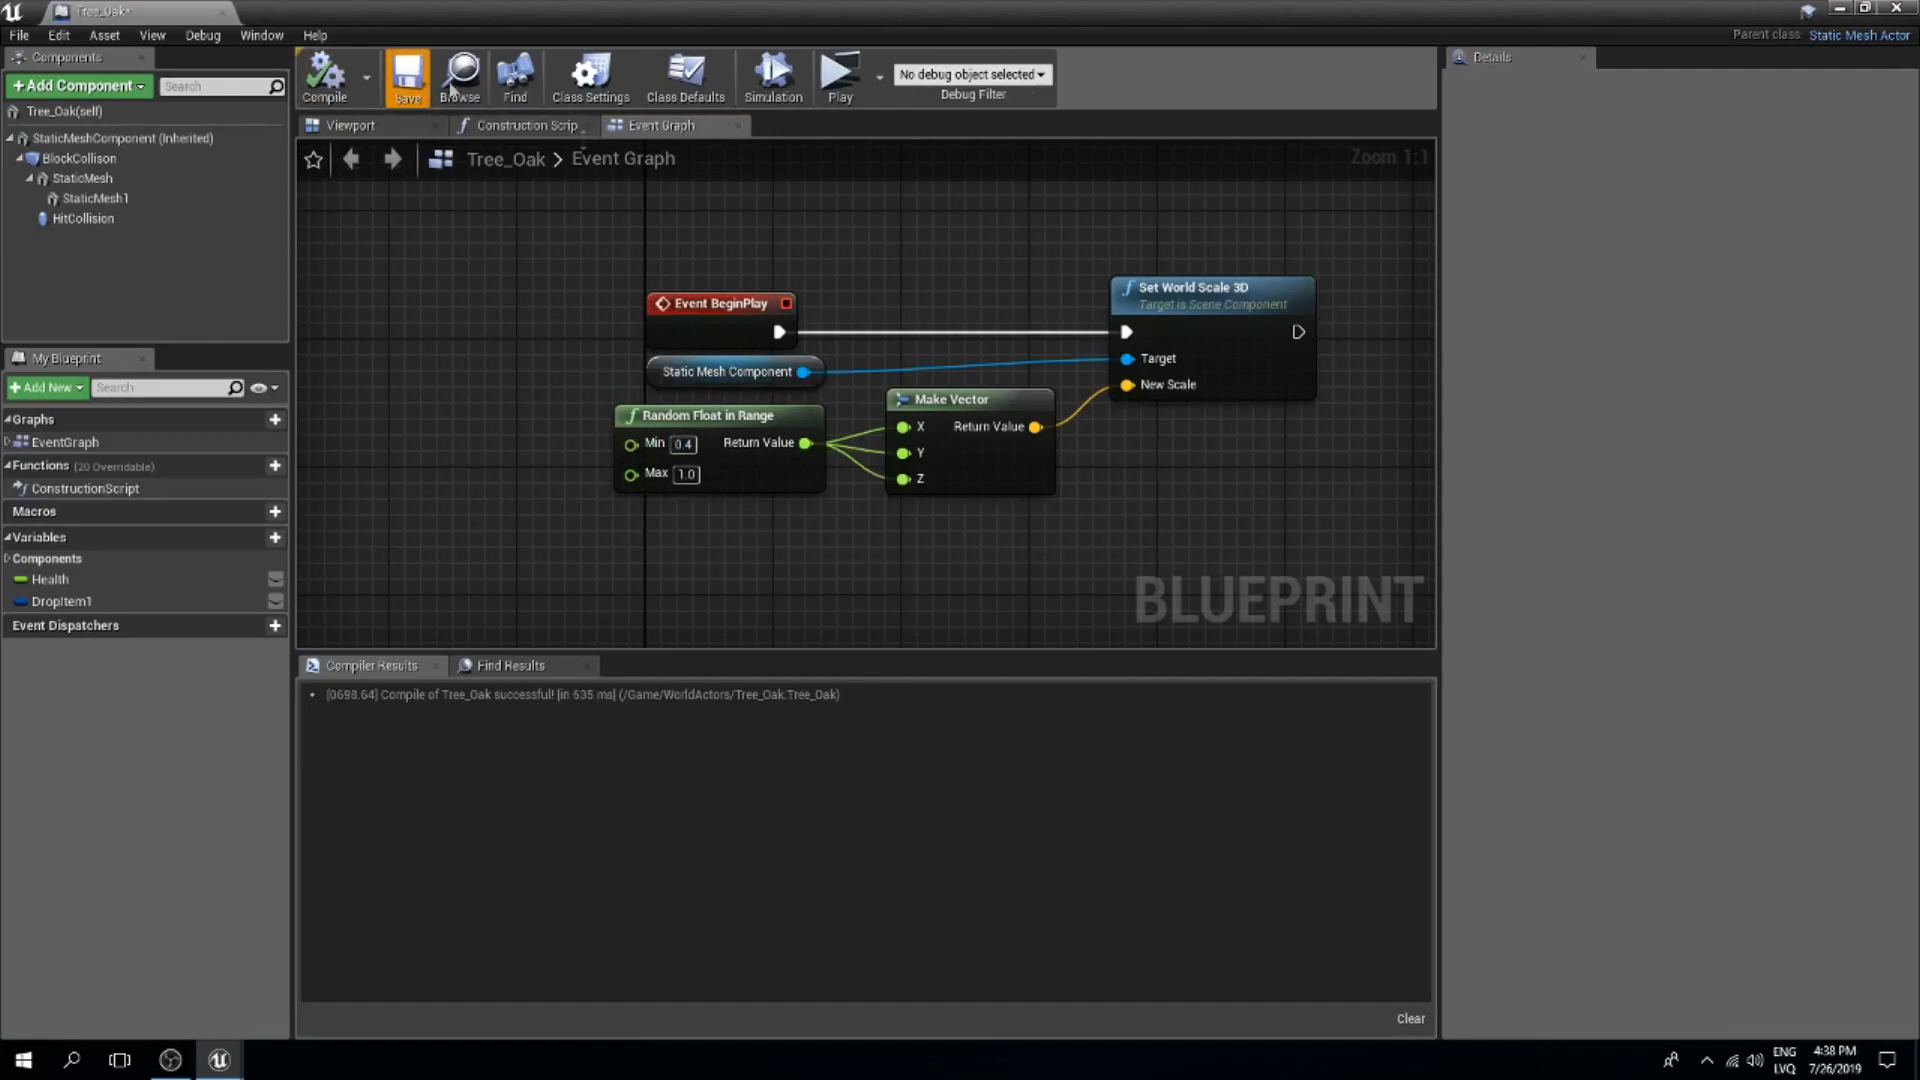 Tree_Oak*
File Edit Asset View Debug Window Help
Parent class: Static Mesh Actor
Components
+Add Component
Search
Tree_Oak(self)
StaticMeshComponent (Inherited)
BlockCollison
StaticMesh
StaticMesh1
HitCollision
Compile
Save
Browse
Find
Class Settings
Class Defaults
Simulation
Play
No debug object selected
Debug Filter
Viewport
Construction Scrip
Event Graph
Tree_Oak > Event Graph
Zoom 1:1
Event BeginPlay
Static Mesh Component
Random Float in Range
Min 0.4 Return Value
Max 1.0
Make Vector
X Return Value
Y
Z
Set World Scale 3D
Target is Scene Component
Target
New Scale
BLUEPRINT
My Blueprint
+Add New
Search
Graphs
EventGraph
Functions (20 Overridable)
ConstructionScript
Macros
Variables
Components
Health
DropItem1
Event Dispatchers
Compiler Results
Find Results
[0698.64] Compile of Tree_Oak successful! [in 635 ms] (/Game/WorldActors/Tree_Oak.Tree_Oak)
Clear
Details
ENG
LVQ
4:38 PM
7/26/2019